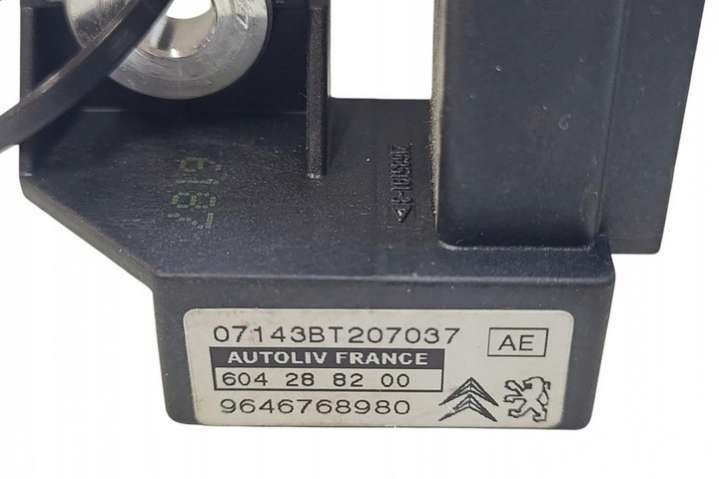 07143BT207037
AE
AUTOLIV FRANCE
604 28 82 00
9646768980